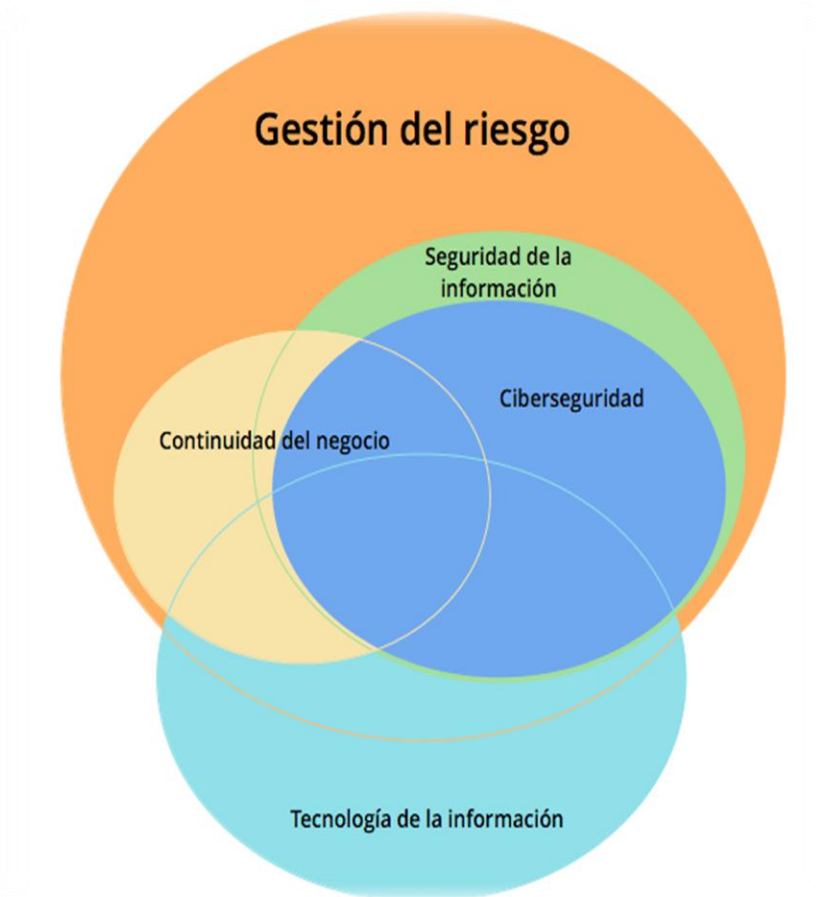 Gestión del riesgo
Seguridad de la
información
Ciberseguridad
Continuidad del negocio
Tecnología de la información